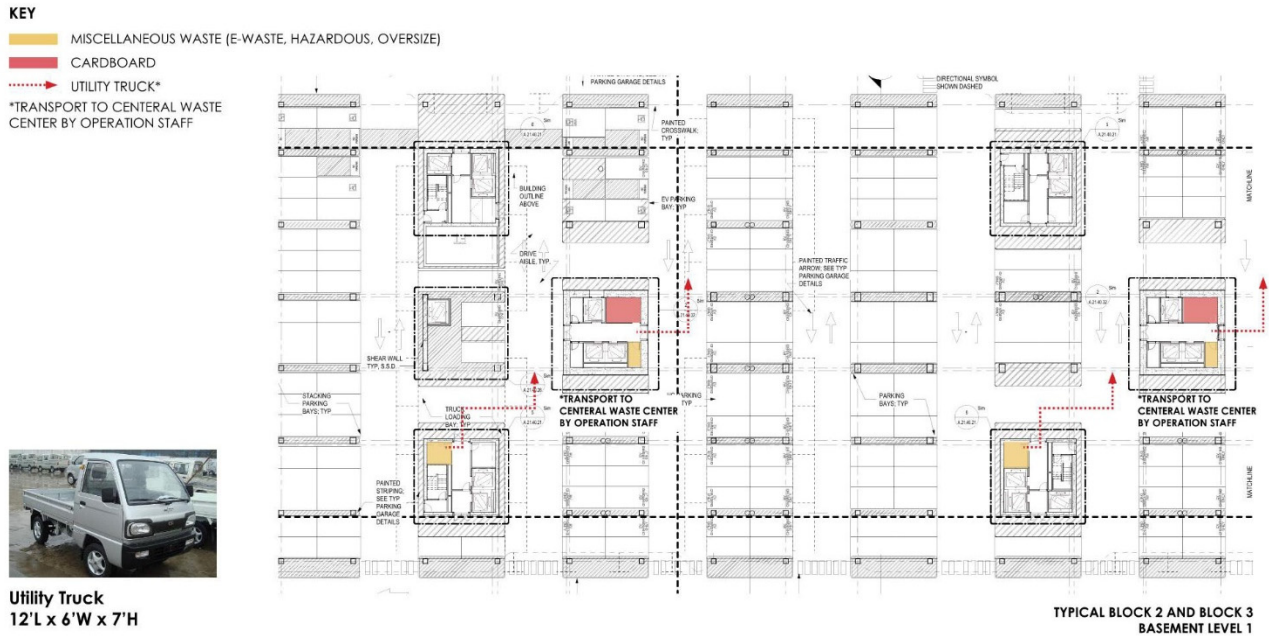 KEY
MISCELLANEOUS WASTE (E-WASTE, HAZARDOUS, OVERSIZE)
CARDBOARD
UTILITY TRUCK*
*TRANSPORT TO CENTERAL WASTE
CENTER BY OPERATION STAFF
PARKING GARAGE DETAILS
DIRECTIONAL SYMBOL
SHOWN DASHED
PAINTED
CROSSWALK;
TYP
BUILDING
OUTLINE
ABOVE
EV PARKING
BAY; TYP
DRIVE
AISLE, TYP.
MATCHLINE
PAINTED TRAFFIC
ARROW; SEE TYP
PARKING GARAGE
DETAILS
SHEAR WALL
TYP, S.S.D
STACKING
PARKING
BAYS; TYP
TRUCK
LOADING
BAY; TYP
*TRANSPORT TO
CENTERAL WASTE CENTER
BY OPERATION STAFF
PARKING
TYP
PARKING
BAYS; TYP
*TRANSPORT TO
CENTERAL WASTE CENTER
BY OPERATION STAFF
PAINTED
STRIPING;
SEE TYP
PARKING
GARAGE
DETAILS
MATCHLINE
Utility Truck
12'L x 6'W x 7'H
TYPICAL BLOCK 2 AND BLOCK 3
BASEMENT LEVEL 1